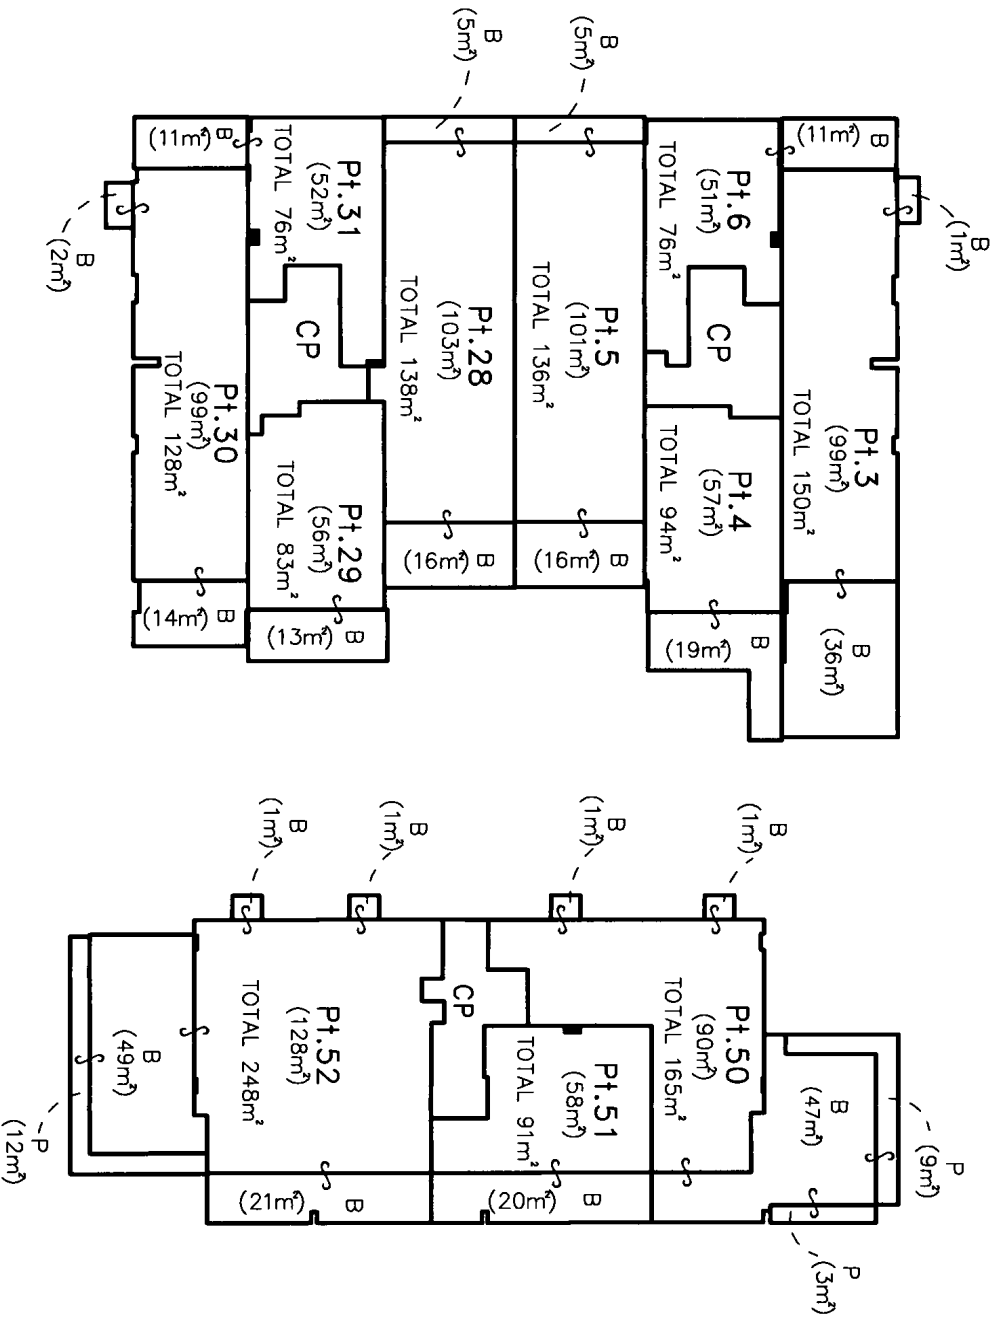 B
(5m²)
B
(5m²)
(11m²) B
TOTAL 76m²
Pt.31
(52m²)
TOTAL 76m²
Pt.6
(51m²)
(11m²) B
B
(2m²)
B
(1m²)
CP
TOTAL 138m²
Pt.28
(103m²)
TOTAL 136m²
Pt.5
(101m²)
CP
Pt.30
(99m²)
TOTAL 128m²
Pt.29
(56m²)
TOTAL 83m²
Pt.4
(57m²)
TOTAL 94m²
Pt.3
(99m²)
TOTAL 150m²
(14m²) B
(13m²) B
(16m²) B
(16m²) B
(19m²) B
B
(36m²)
B
(1m²)
B
(1m²)
B
(1m²)
B
(1m²)
CP
Pt.52
(128m²)
TOTAL 248m²
Pt.51
(58m²)
TOTAL 91m²
Pt.50
(90m²)
TOTAL 165m²
B
(49m²)
B
(47m²)
P
(12m²)
P
(9m²)
(21m²) B
(20m²) B
P
(3m²)